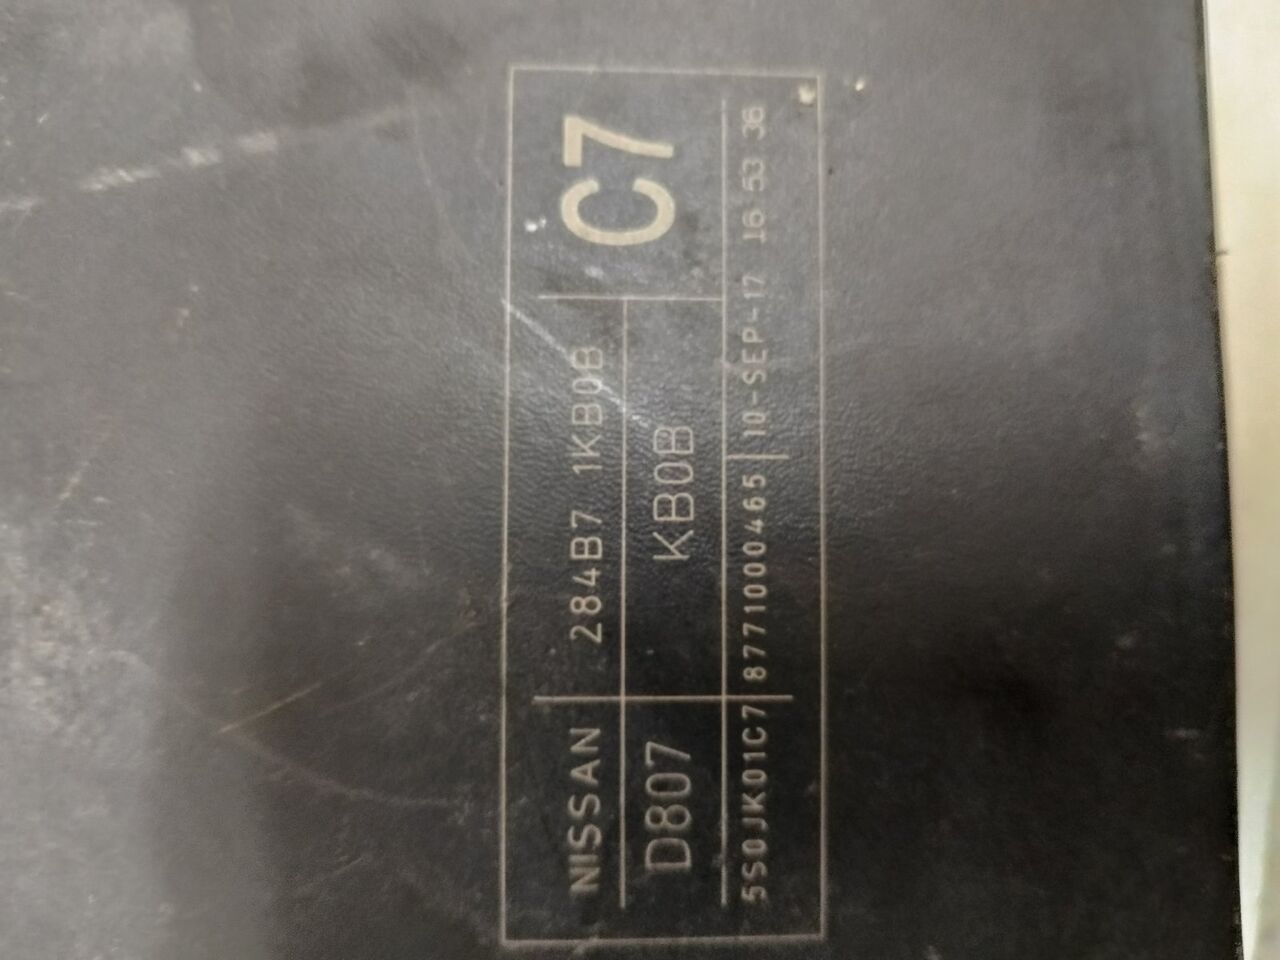 NISSAN 284B7 1KB0B C7
D807 KB0B
5S0JK01C7 8771000465 10-SEP-17 16 53 36